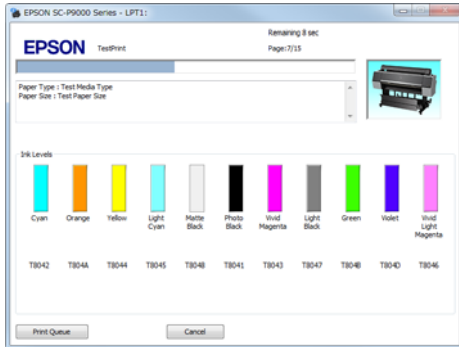 EPSON SC-P9000 Series - LPT1:
Remaining 8 sec
EPSON TestPrint Page:7/15
Paper Type : Test Media Type
Paper Size : Test Paper Size
Ink Levels
Cyan Orange Yellow Light Cyan Matte Black Photo Black Vivid Magenta Light Black Green Violet Vivid Light Magenta
T8042 T804A T8044 T8045 T8048 T8041 T8043 T8047 T804B T804D T8046
Print Queue Cancel